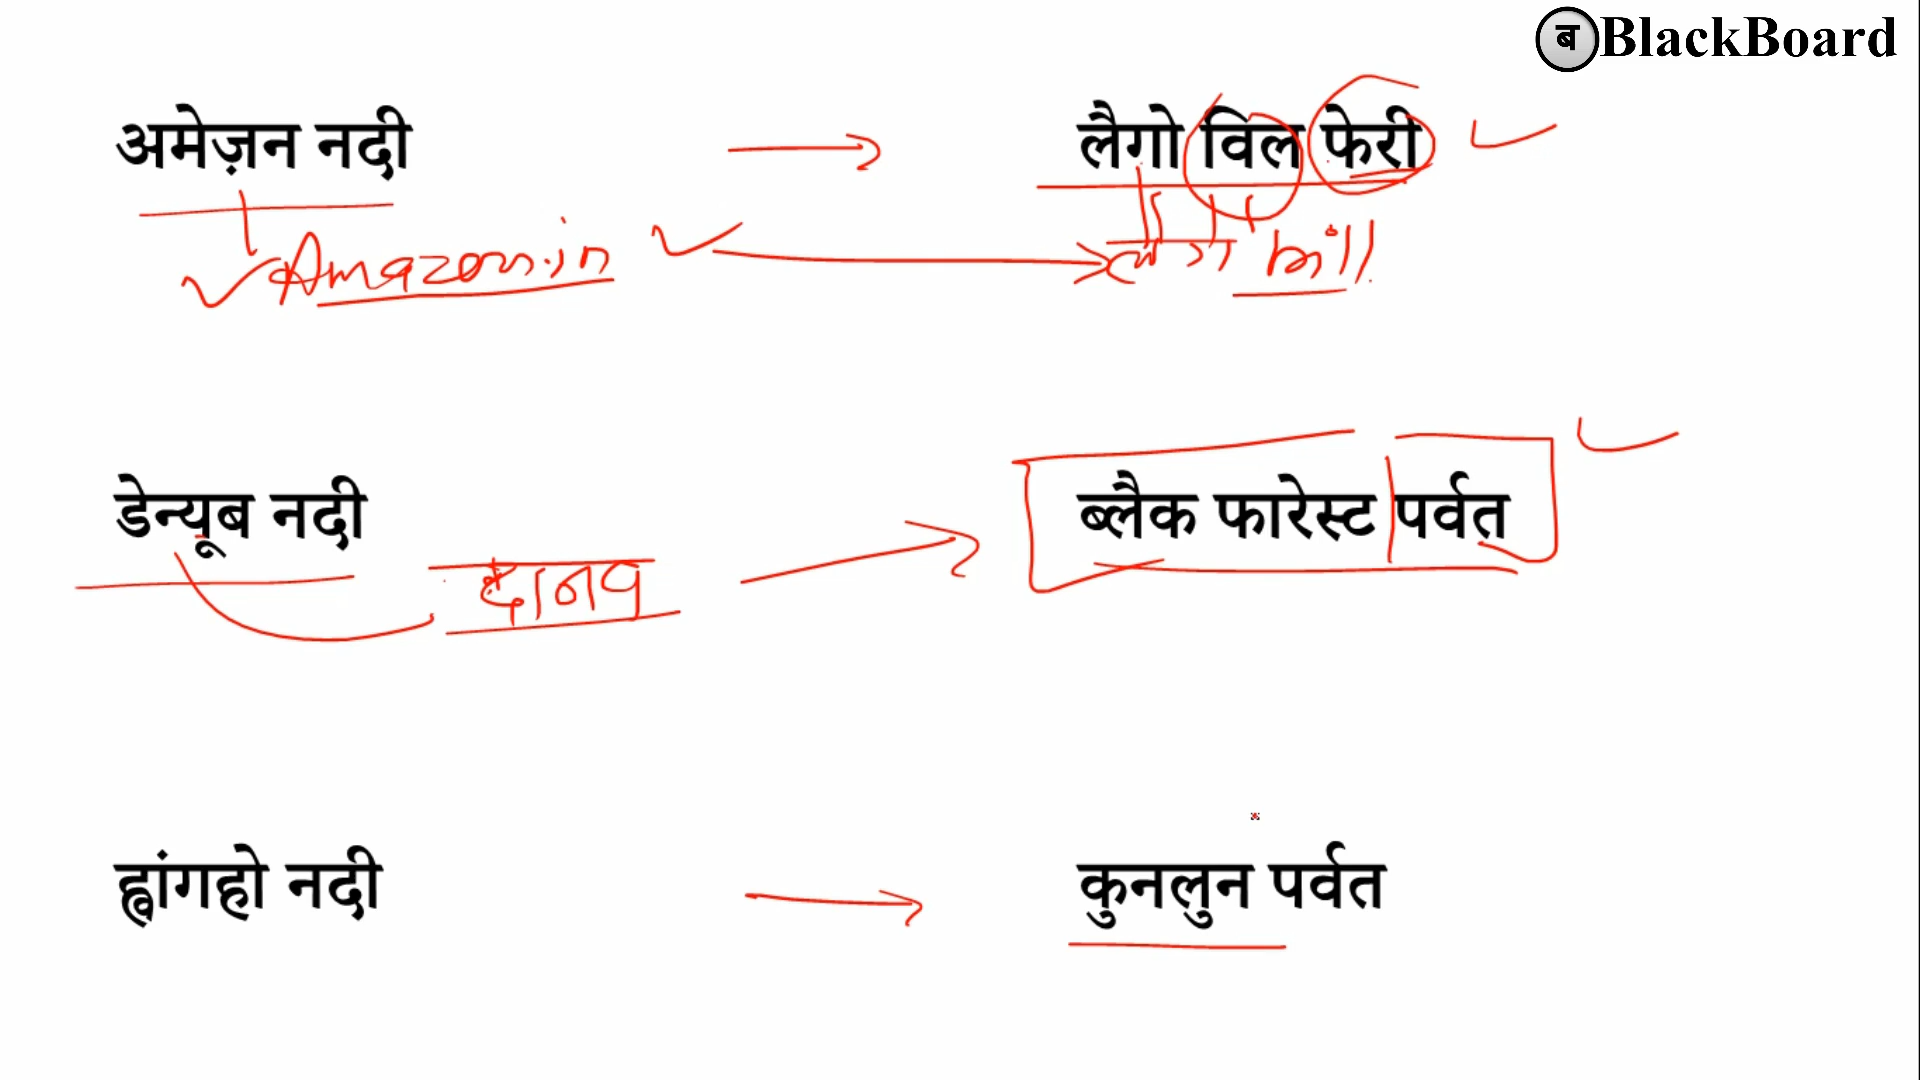 ब BlackBoard
अमेज़न नदी
लैगो विल फेरी
Amazon.in
लोगो bill
डेन्यूब नदी
ब्लैक फारेस्ट पर्वत
दानव
ह्वांगहो नदी
कुनलुन पर्वत